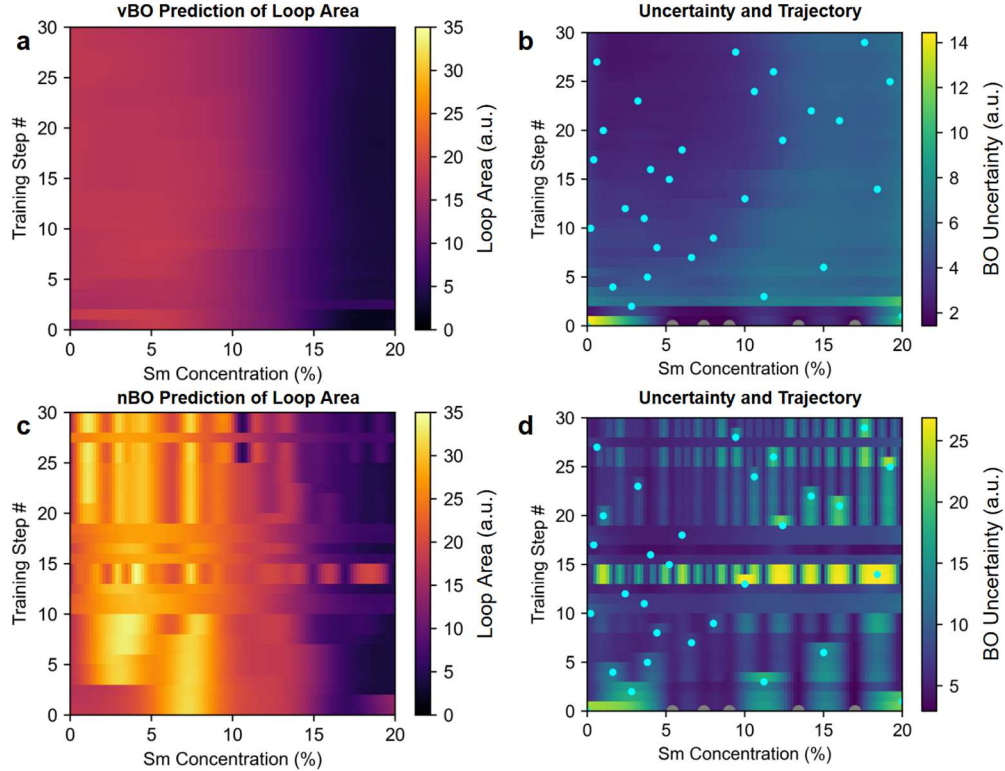 vBO Prediction of Loop Area
a
30
25
20
15
10
5
0
Training Step #
0 5 10 15 20
Sm Concentration (%)
35
30
25
20
15
10
5
0
Loop Area (a.u.)
Uncertainty and Trajectory
b
30
25
20
15
10
5
0
Training Step #
0 5 10 15 20
Sm Concentration (%)
14
12
10
8
6
4
2
BO Uncertainty (a.u.)
nBO Prediction of Loop Area
c
30
25
20
15
10
5
0
Training Step #
0 5 10 15 20
Sm Concentration (%)
35
30
25
20
15
10
5
0
Loop Area (a.u.)
Uncertainty and Trajectory
d
30
25
20
15
10
5
0
Training Step #
0 5 10 15 20
Sm Concentration (%)
25
20
15
10
5
BO Uncertainty (a.u.)